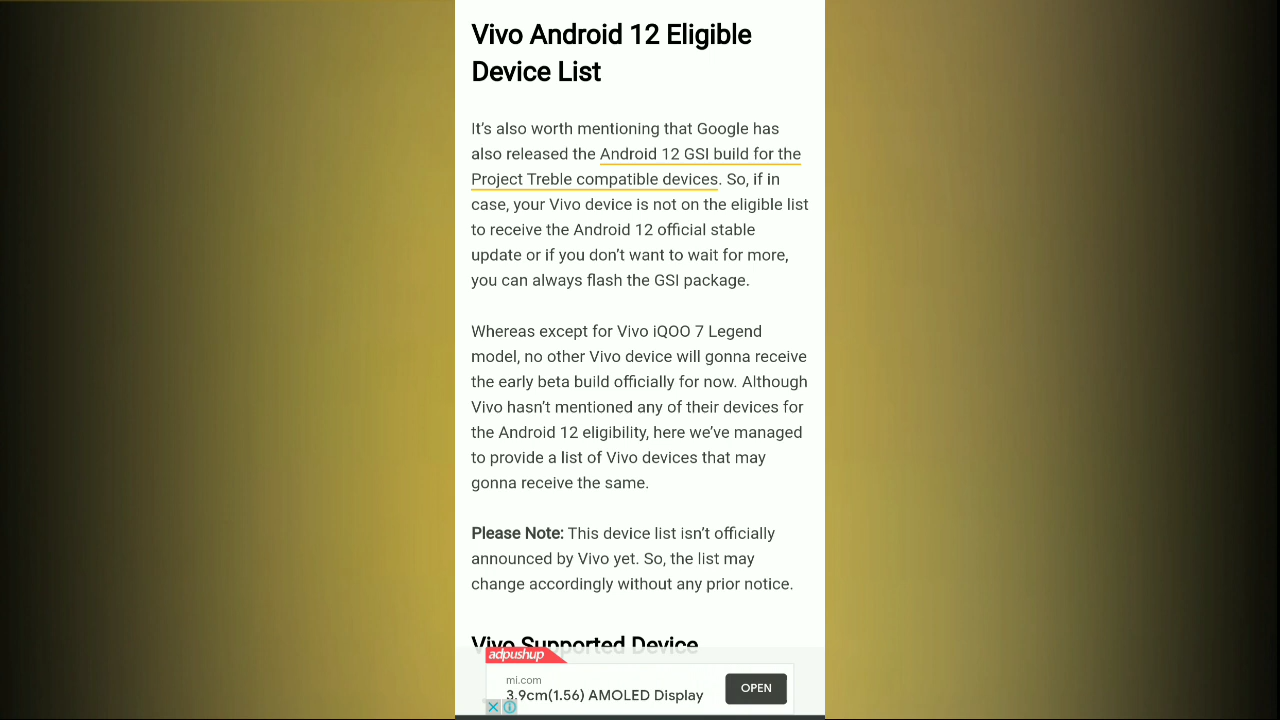 Vivo Android 12 Eligible
Device List
It's also worth mentioning that Google has
also released the Android 12 GSI build for the
Project Treble compatible devices. So, if in
case, your Vivo device is not on the eligible list
to receive the Android 12 official stable
update or if you don't want to wait for more,
you can always flash the GSI package.
Whereas except for Vivo iQOO 7 Legend
model, no other Vivo device will gonna receive
the early beta build officially for now. Although
Vivo hasn't mentioned any of their devices for
the Android 12 eligibility, here we've managed
to provide a list of Vivo devices that may
gonna receive the same.
Please Note: This device list isn't officially
announced by Vivo yet. So, the list may
change accordingly without any prior notice.
Vivo Supported Device
adpushup
mi.com
3.9cm(1.56) AMOLED Display
OPEN